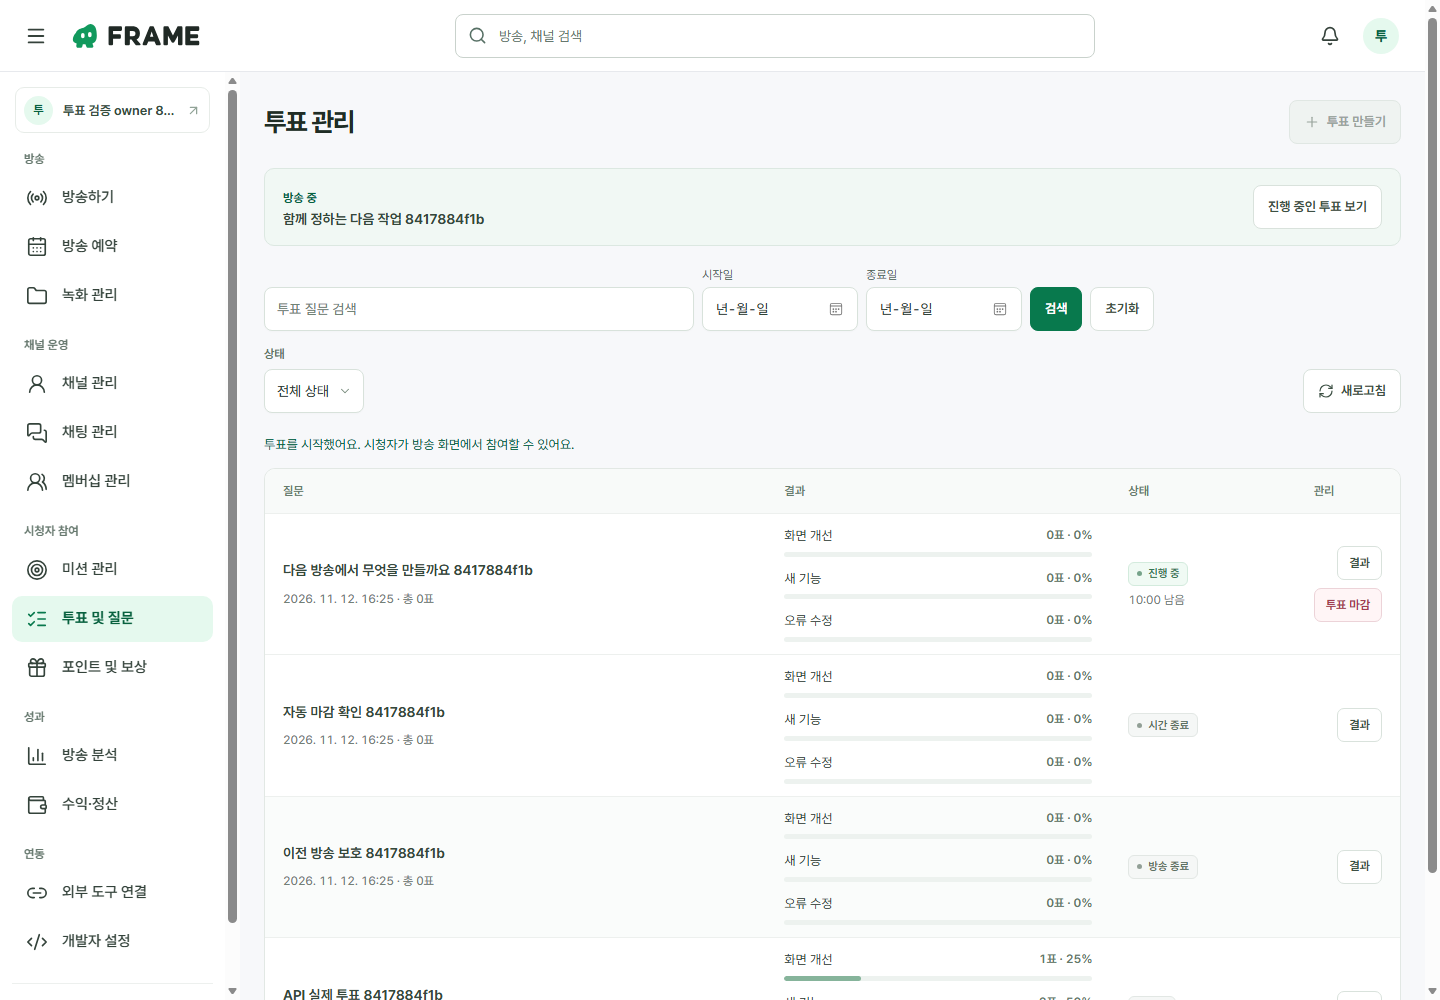 FRAME
방송, 채널 검색
투
투
투표 검증 owner 8...
방송
방송하기
방송 예약
녹화 관리
채널 운영
채널 관리
채팅 관리
멤버십 관리
시청자 참여
미션 관리
투표 및 질문
포인트 및 보상
성과
방송 분석
수익·정산
연동
외부 도구 연결
개발자 설정
투표 관리
투표 만들기
방송 중
함께 정하는 다음 작업 8417884f1b
진행 중인 투표 보기
투표 질문 검색
시작일
년-월-일
종료일
년-월-일
검색
초기화
상태
전체 상태
새로고침
투표를 시작했어요. 시청자가 방송 화면에서 참여할 수 있어요.
질문 결과 상태 관리
다음 방송에서 무엇을 만들까요 8417884f1b
2026. 11. 12. 16:25 · 총 0표
화면 개선 0표 · 0%
새 기능 0표 · 0%
오류 수정 0표 · 0%
진행 중
10:00 남음
결과
투표 마감
자동 마감 확인 8417884f1b
2026. 11. 12. 16:25 · 총 0표
화면 개선 0표 · 0%
새 기능 0표 · 0%
오류 수정 0표 · 0%
시간 종료
결과
이전 방송 보호 8417884f1b
2026. 11. 12. 16:25 · 총 0표
화면 개선 0표 · 0%
새 기능 0표 · 0%
오류 수정 0표 · 0%
방송 종료
결과
API 실제 투표 8417884f1b
화면 개선 1표 · 25%